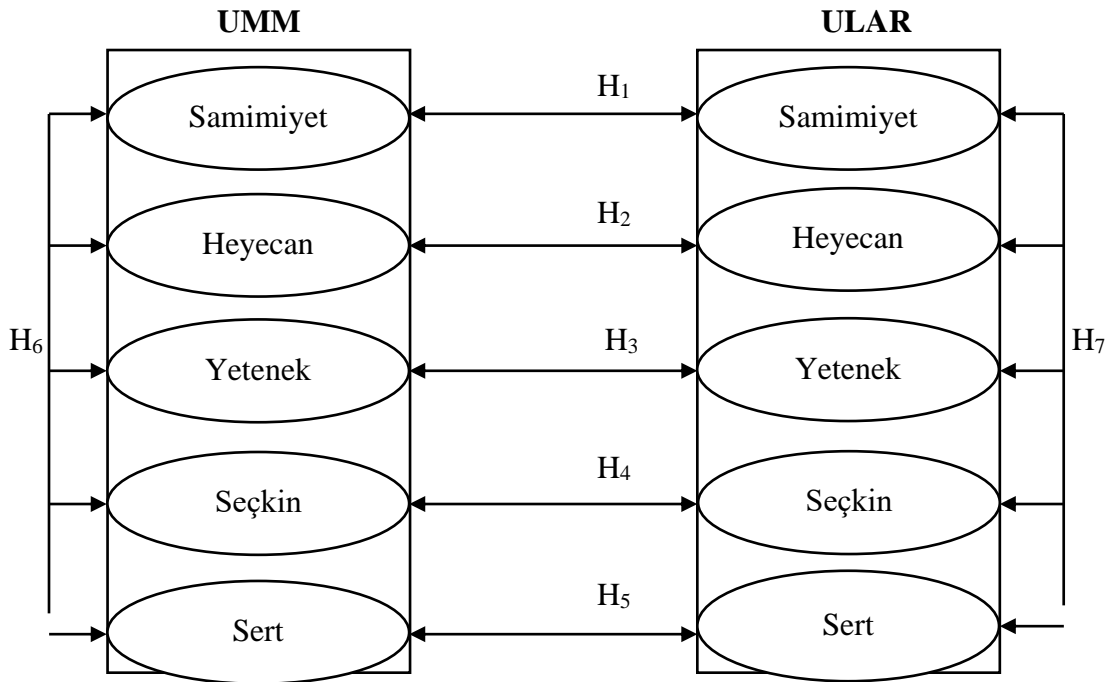 UMM ULAR
H₁
Samimiyet Samimiyet
H₂
Heyecan Heyecan
H₆ H₃ H₇
Yetenek Yetenek
H₄
Seçkin Seçkin
H₅
Sert Sert